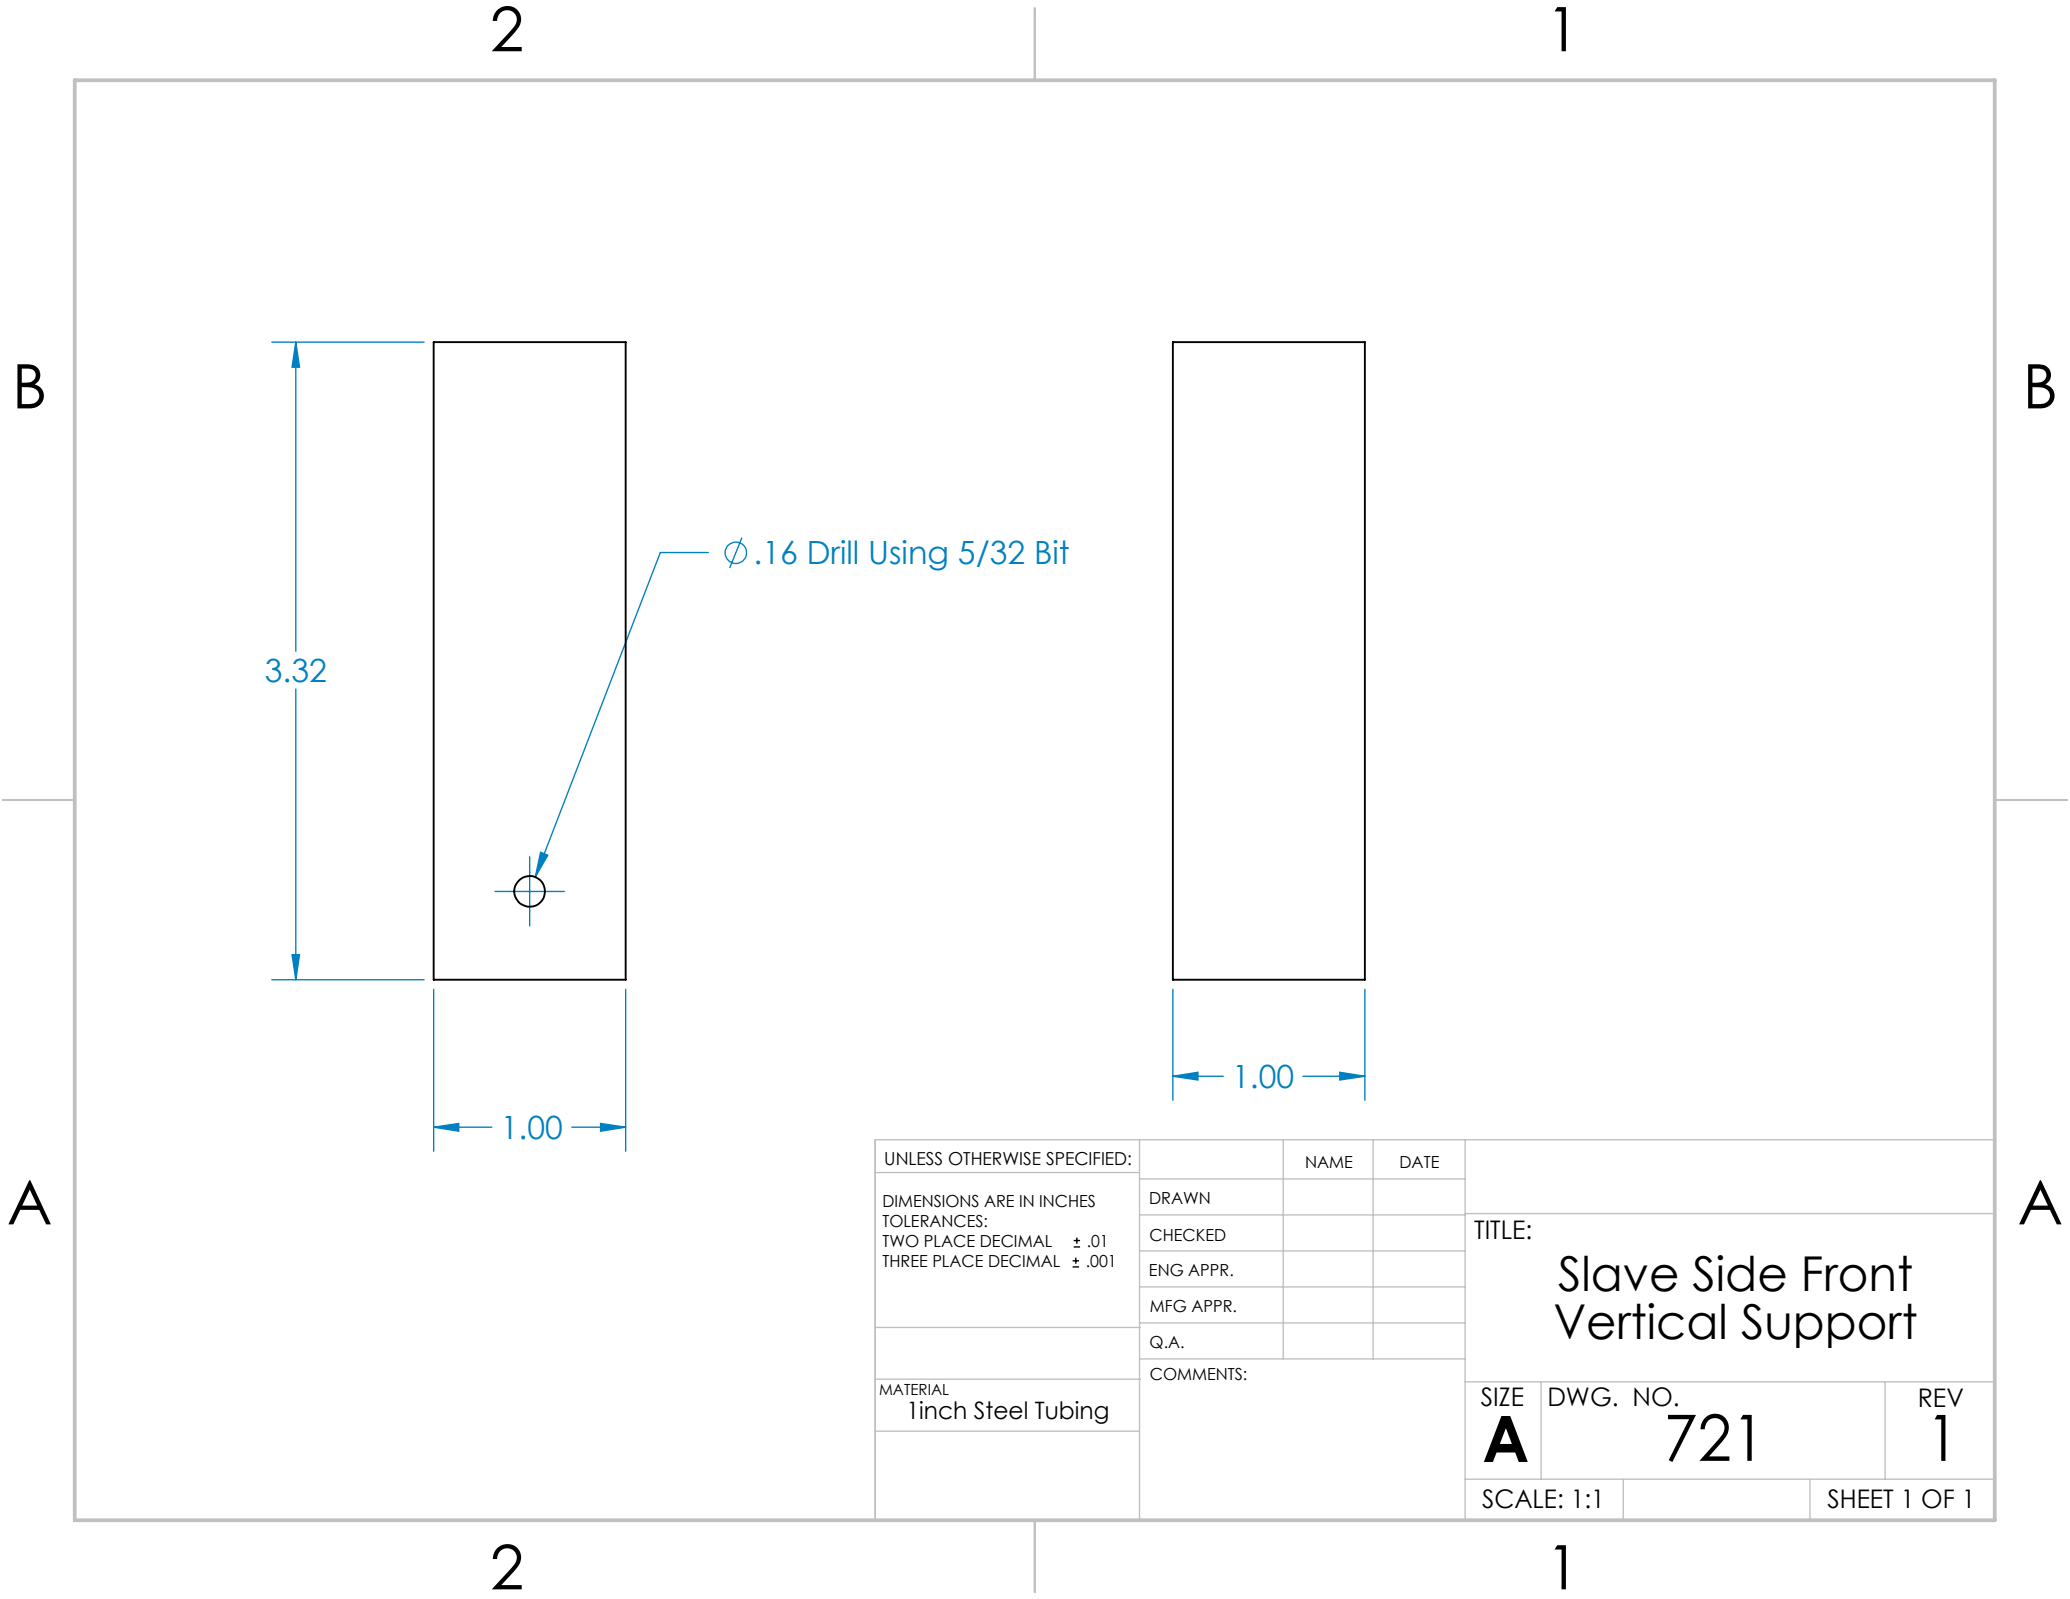 2 1
B B
3.32
⌀.16 Drill Using 5/32 Bit
1.00
1.00
A A
UNLESS OTHERWISE SPECIFIED:
DIMENSIONS ARE IN INCHES
TOLERANCES:
TWO PLACE DECIMAL ± .01
THREE PLACE DECIMAL ± .001
MATERIAL
1inch Steel Tubing
NAME DATE
DRAWN
CHECKED
ENG APPR.
MFG APPR.
Q.A.
COMMENTS:
TITLE:
Slave Side Front
Vertical Support
SIZE DWG. NO. REV
A 721 1
SCALE: 1:1 SHEET 1 OF 1
2 1